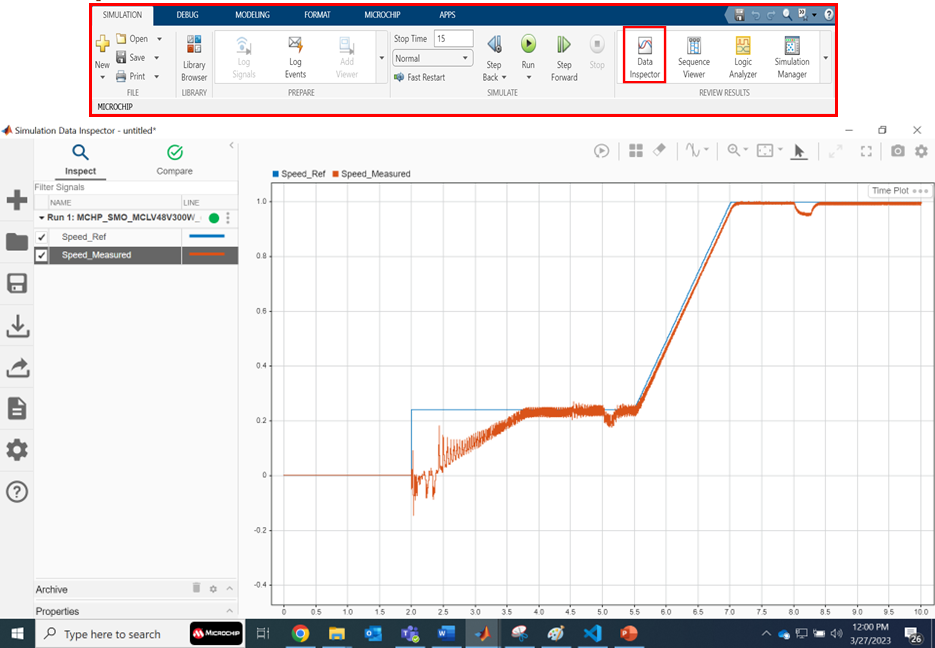 SIMULATION DEBUG MODELING FORMAT MICROCHIP APPS
New
Open
Save
Print
FILE
Library
Browser
LIBRARY
Log
Signals
Log
Events
Add
Viewer
PREPARE
Stop Time 15
Normal
Fast Restart
Step
Back
Run
Step
Forward
Stop
SIMULATE
Data
Inspector
Sequence
Viewer
Logic
Analyzer
Simulation
Manager
REVIEW RESULTS
MICROCHIP
Simulation Data Inspector - untitled*
Inspect Compare
Filter Signals
NAME LINE
Run 1: MCHP_SMO_MCLV48V300W_
Speed_Ref
Speed_Measured
Archive
Properties
Speed_Ref Speed_Measured
Time Plot
1.0
0.8
0.6
0.4
0.2
0
-0.2
-0.4
0 0.5 1.0 1.5 2.0 2.5 3.0 3.5 4.0 4.5 5.0 5.5 6.0 6.5 7.0 7.5 8.0 8.5 9.0 9.5 10.0
Type here to search
MICROCHIP
12:00 PM
3/27/2023
26